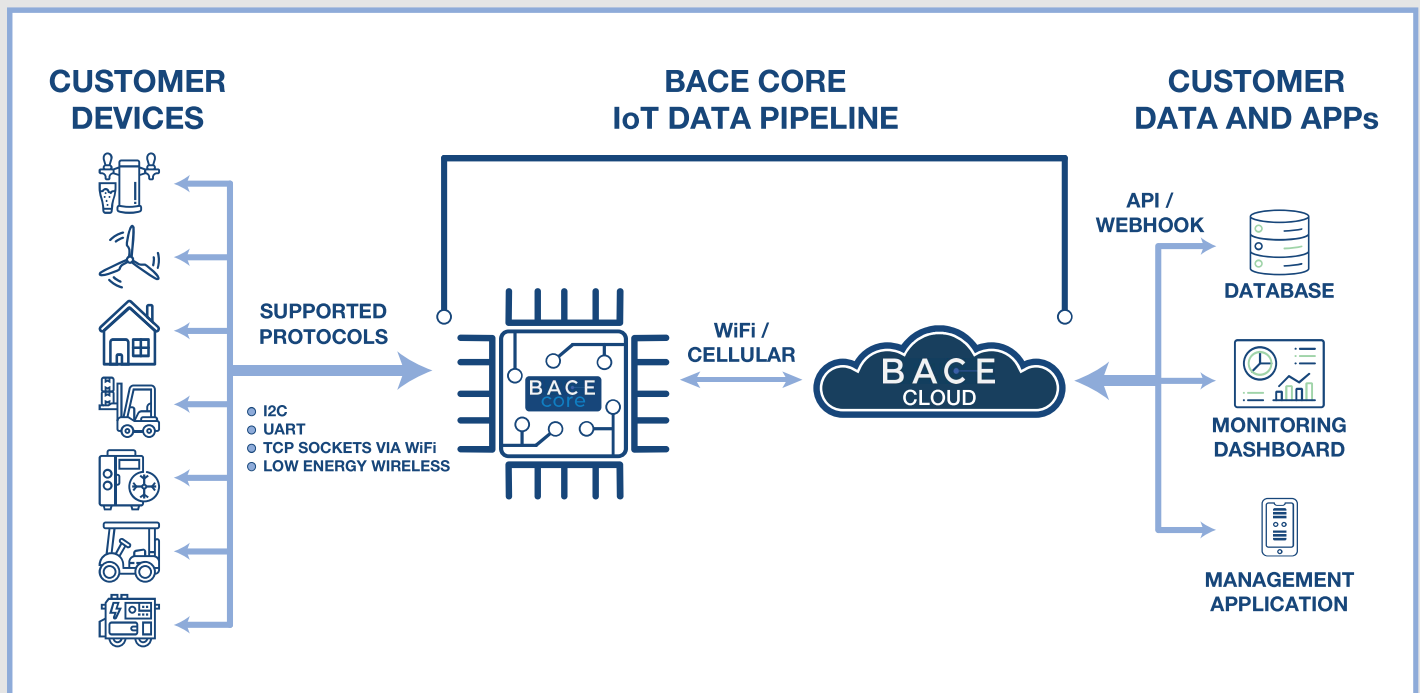 CUSTOMER
DEVICES
BACE CORE
IoT DATA PIPELINE
CUSTOMER
DATA AND APPs
SUPPORTED
PROTOCOLS
I2C
UART
TCP SOCKETS VIA WiFi
LOW ENERGY WIRELESS
BACE
core
WiFi /
CELLULAR
BACE
CLOUD
API /
WEBHOOK
DATABASE
MONITORING
DASHBOARD
MANAGEMENT
APPLICATION